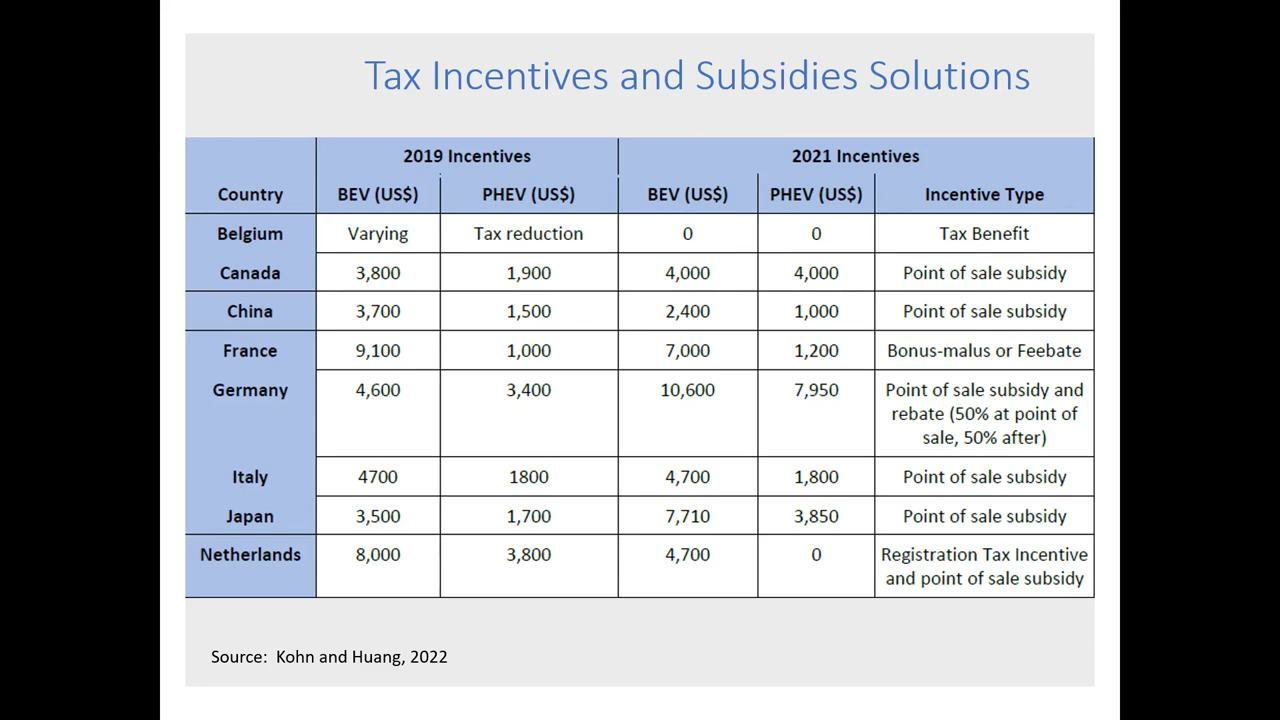 Tax Incentives and Subsidies Solutions
2019 Incentives 2021 Incentives
Country BEV (US$) PHEV (US$) BEV (US$) PHEV (US$) Incentive Type
Belgium Varying Tax reduction 0 0 Tax Benefit
Canada 3,800 1,900 4,000 4,000 Point of sale subsidy
China 3,700 1,500 2,400 1,000 Point of sale subsidy
France 9,100 1,000 7,000 1,200 Bonus-malus or Feebate
Germany 4,600 3,400 10,600 7,950 Point of sale subsidy and
rebate (50% at point of
sale, 50% after)
Italy 4700 1800 4,700 1,800 Point of sale subsidy
Japan 3,500 1,700 7,710 3,850 Point of sale subsidy
Netherlands 8,000 3,800 4,700 0 Registration Tax Incentive
and point of sale subsidy
Source: Kohn and Huang, 2022